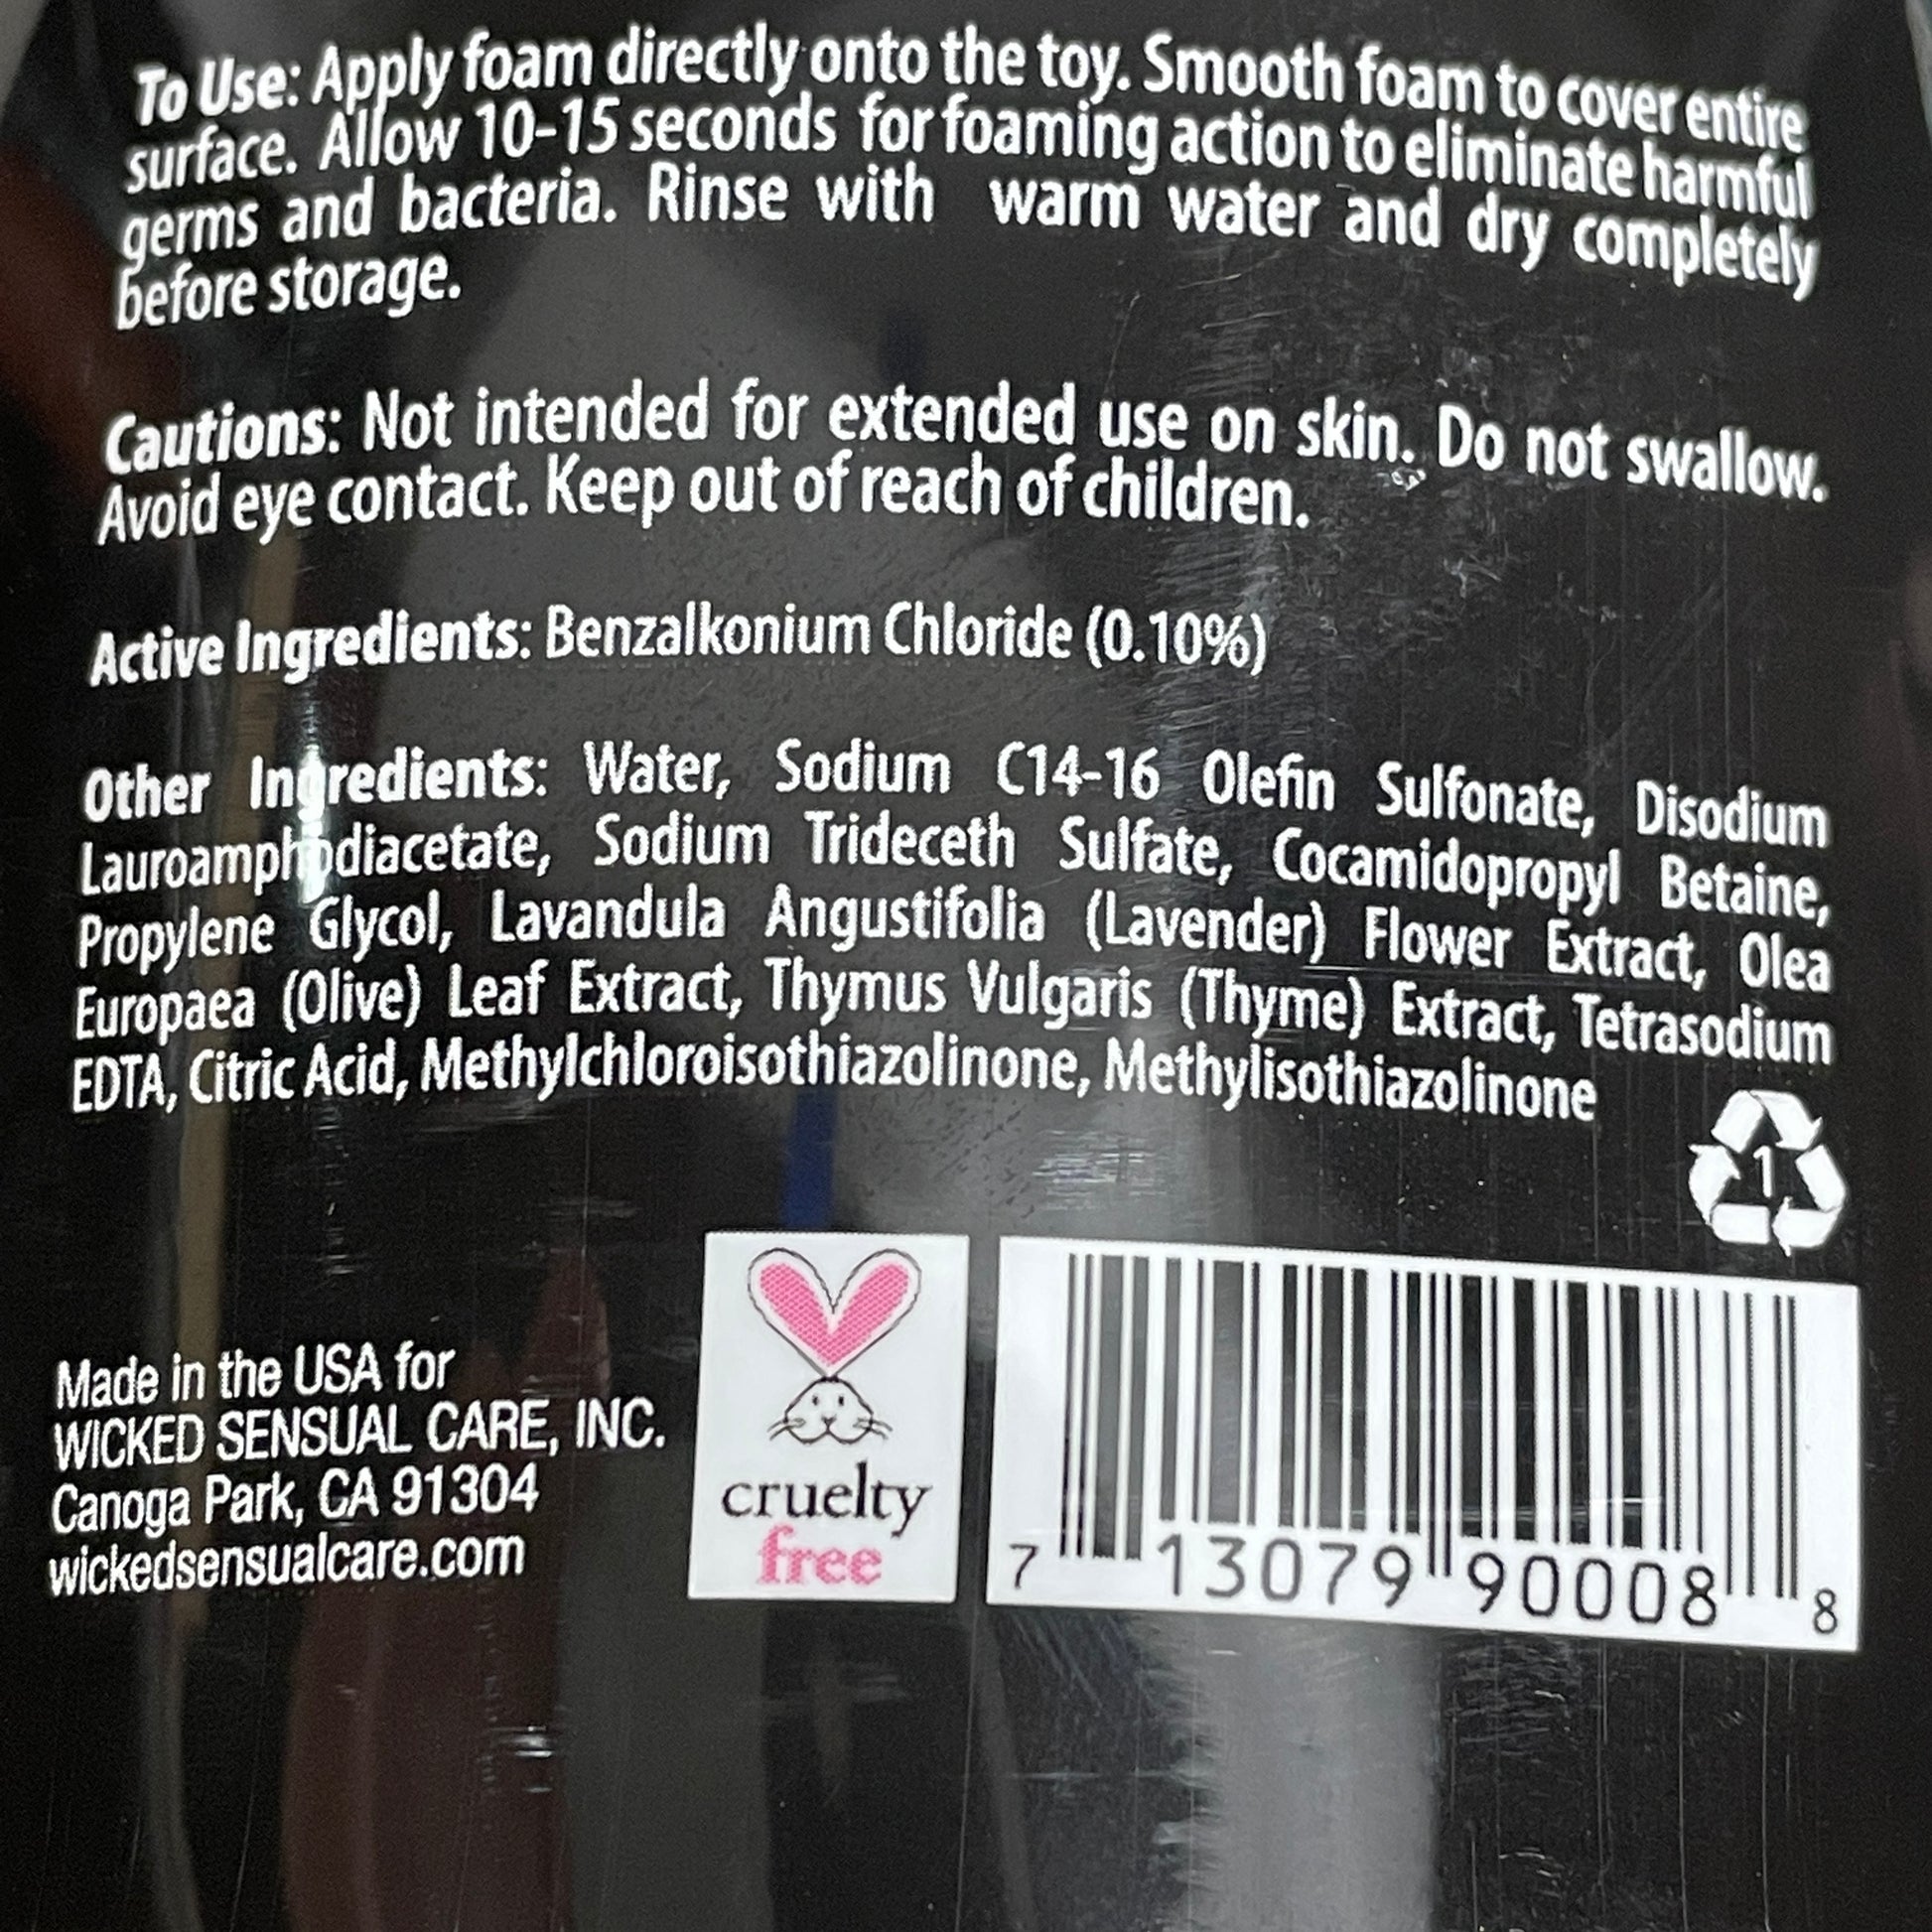 To Use: Apply foam directly onto the toy. Smooth foam to cover entire
surface. Allow 10-15 seconds for foaming action to eliminate harmful
germs and bacteria. Rinse with warm water and dry completely
before storage.
Cautions: Not intended for extended use on skin. Do not swallow.
Avoid eye contact. Keep out of reach of children.
Active Ingredients: Benzalkonium Chloride (0.10%)
Other Ingredients: Water, Sodium C14-16 Olefin Sulfonate, Disodium
Lauroamphodiacetate, Sodium Trideceth Sulfate, Cocamidopropyl Betaine,
Propylene Glycol, Lavandula Angustifolia (Lavender) Flower Extract, Olea
Europaea (Olive) Leaf Extract, Thymus Vulgaris (Thyme) Extract, Tetrasodium
EDTA, Citric Acid, Methylchloroisothiazolinone, Methylisothiazolinone
1
Made in the USA for
WICKED SENSUAL CARE, INC.
Canoga Park, CA 91304
wickedsensualcare.com
cruelty
free
7 13079 90008 8